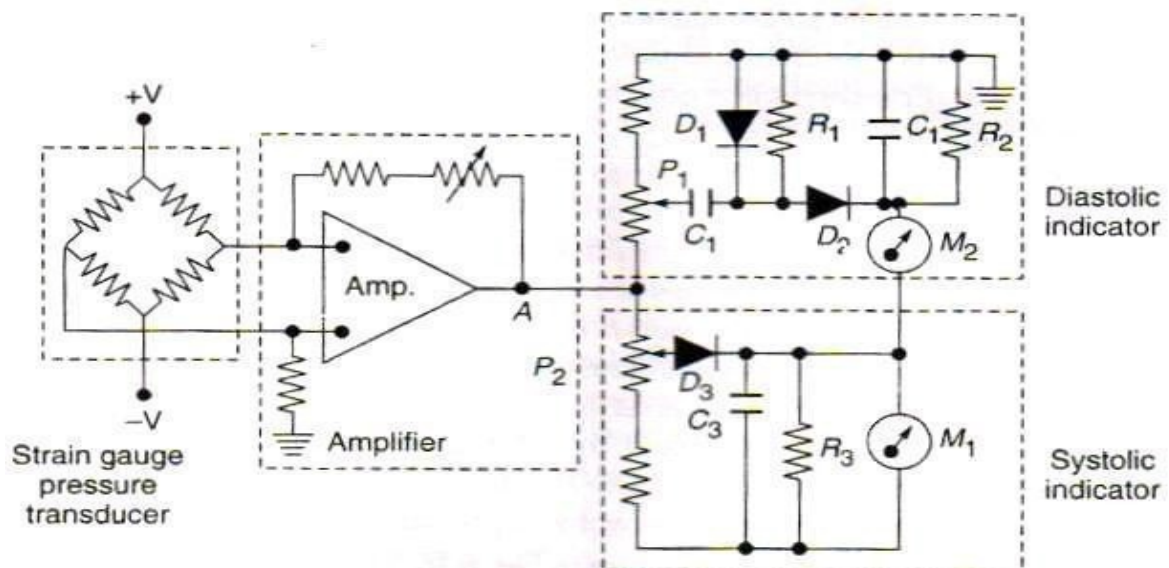 +V
−V
Strain gauge
pressure
transducer
Amp.
A
Amplifier
P2
D1
R1
C1
R2
P1
C1
D2
M2
Diastolic
indicator
D3
C3
R3
M1
Systolic
indicator